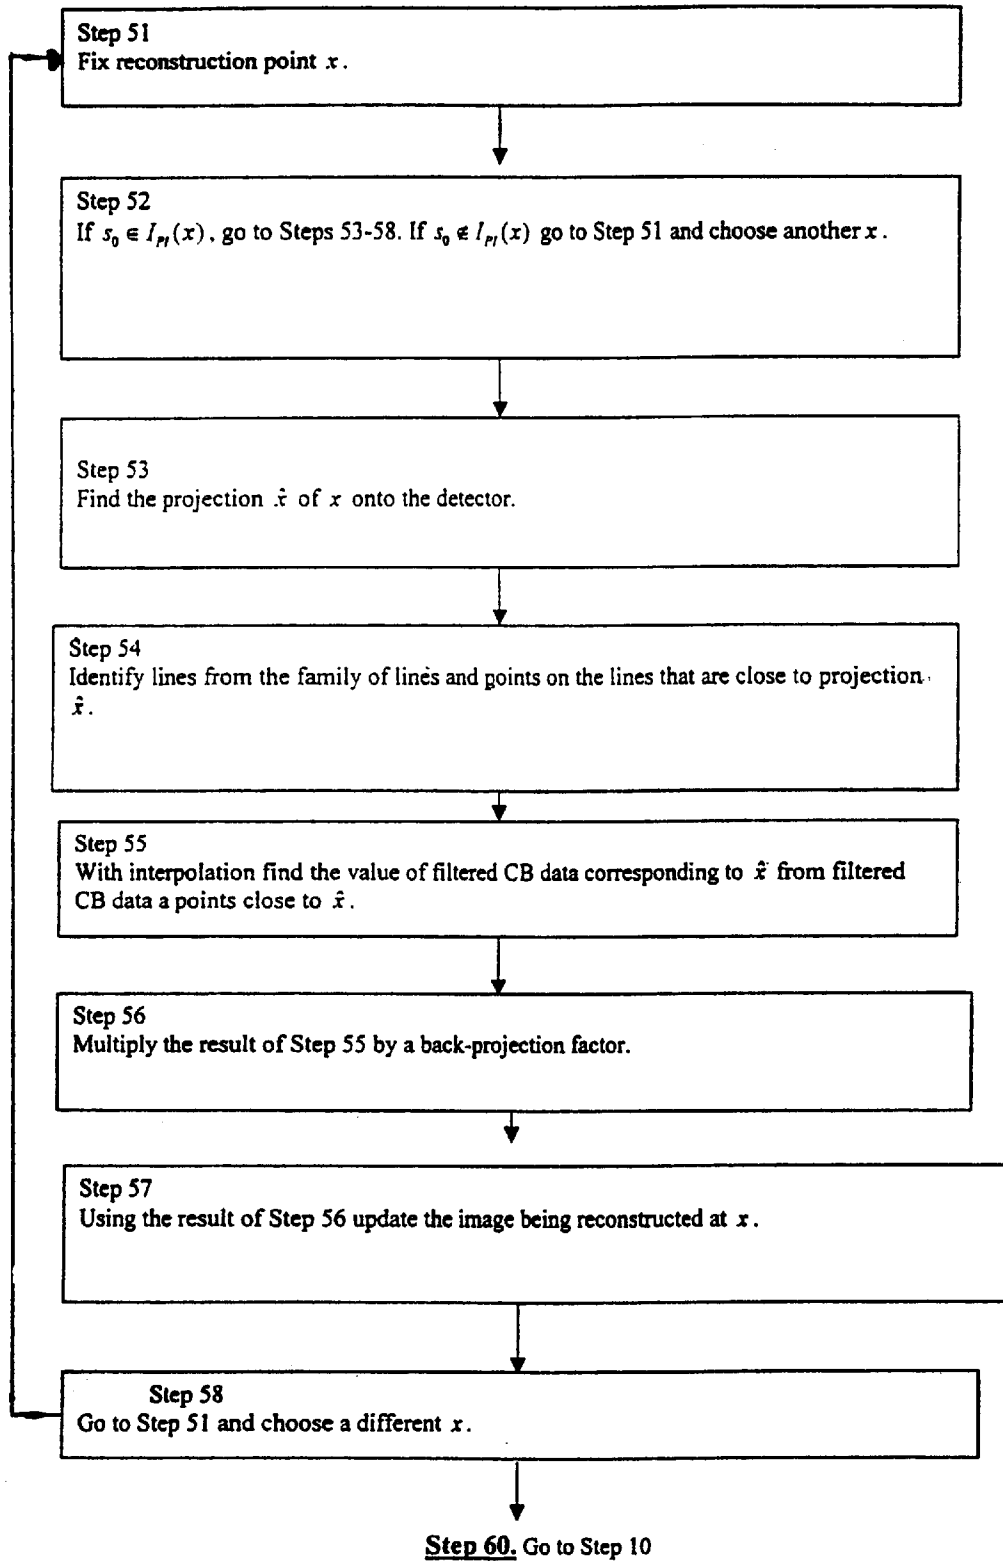 Step 51
Fix reconstruction point x.
Step 52
If s₀ ∈ I_PI(x), go to Steps 53-58. If s₀ ∉ I_PI(x) go to Step 51 and choose another x.
Step 53
Find the projection x̂ of x onto the detector.
Step 54
Identify lines from the family of lines and points on the lines that are close to projection
x̂.
Step 55
With interpolation find the value of filtered CB data corresponding to x̂ from filtered
CB data a points close to x̂.
Step 56
Multiply the result of Step 55 by a back-projection factor.
Step 57
Using the result of Step 56 update the image being reconstructed at x.
Step 58
Go to Step 51 and choose a different x.
Step 60. Go to Step 10